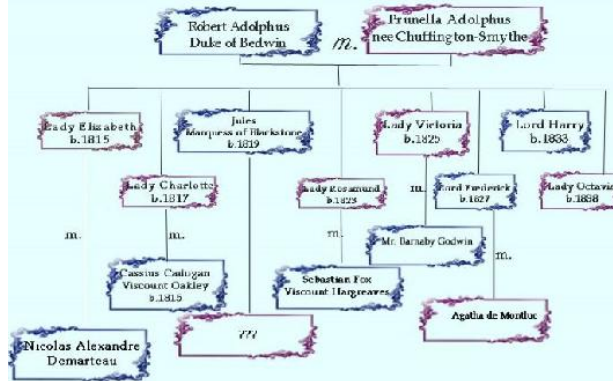 Robert Adolphus
Duke of Bedwin
m.
Prunella Adolphus
nee Chuffington-Smythe
Lady Elizabeth
b.1815
Jules
Marquess of Blackstone
b.1819
Lady Victoria
b.1825
Lord Harry
b.1833
Lady Charlotte
b.1817
Lady Rosamund
b.1823
m.
Lord Frederick
b.1827
Lady Octavia
b.1838
m.
m.
Mr. Barnaby Godwin
m.
Cassius Cadogan
Viscount Oakley
b.1815
Sebastian Fox
Viscount Hargreaves
???
Agatha de Montluc
Nicolas Alexandre
Demarteau